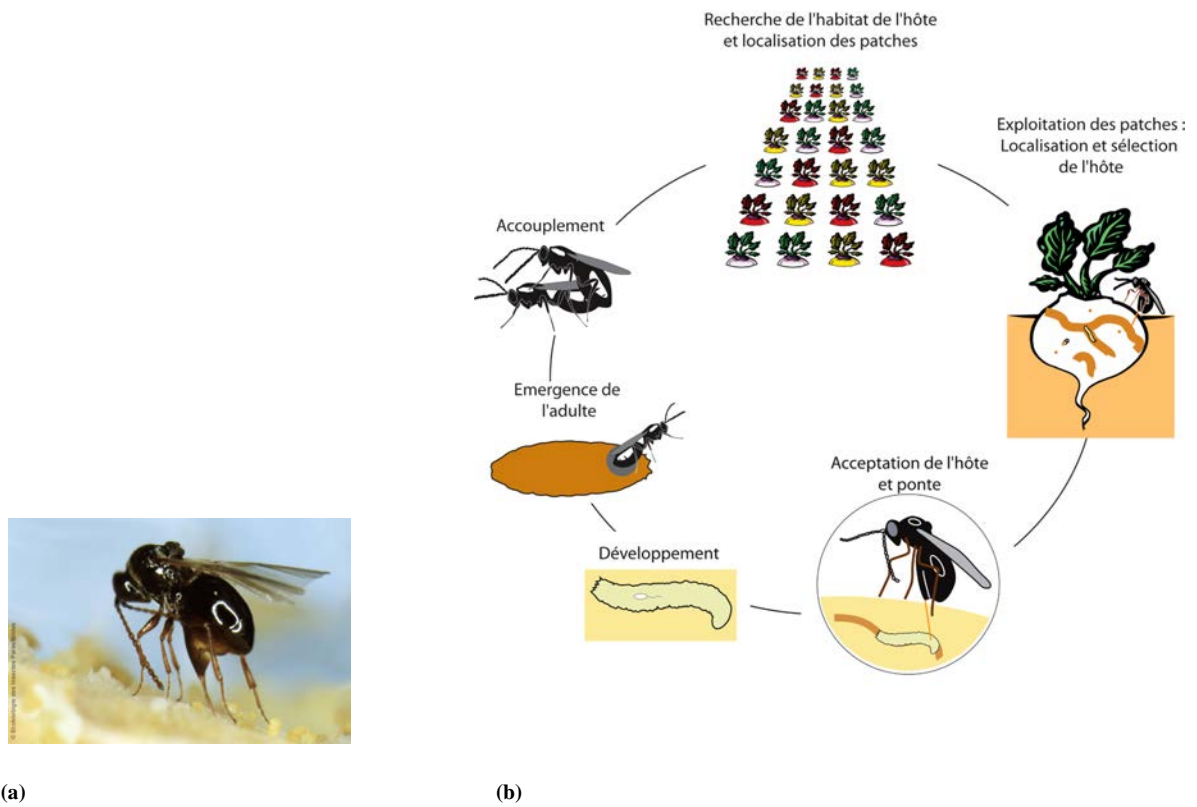 Recherche de l'habitat de l'hôte
et localisation des patches
Exploitation des patches :
Localisation et sélection
de l'hôte
Accouplement
Emergence de
l'adulte
Acceptation de l'hôte
et ponte
Développement
(a)
(b)